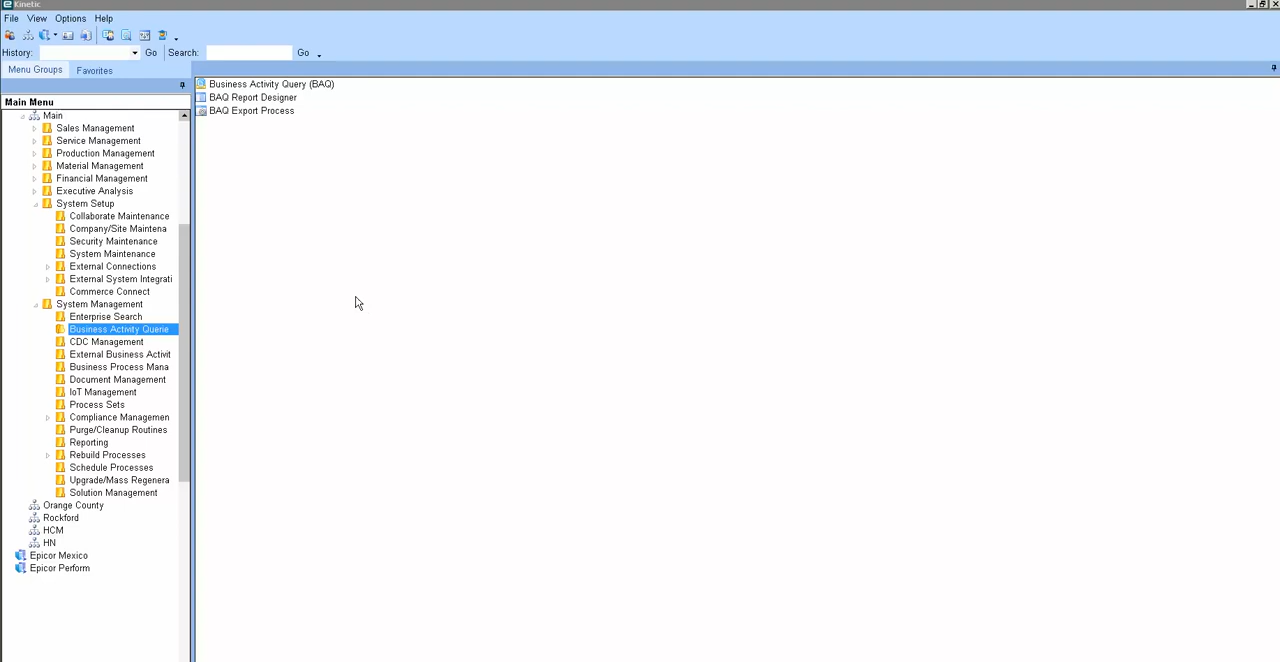 Kinetic
File View Options Help
History: Go Search: Go
Menu Groups Favorites
Main Menu
Main
Sales Management
Service Management
Production Management
Material Management
Financial Management
Executive Analysis
System Setup
Collaborate Maintenance
Company/Site Maintena
Security Maintenance
System Maintenance
External Connections
External System Integrati
Commerce Connect
System Management
Enterprise Search
Business Activity Querie
CDC Management
External Business Activit
Business Process Mana
Document Management
IoT Management
Process Sets
Compliance Managemen
Purge/Cleanup Routines
Reporting
Rebuild Processes
Schedule Processes
Upgrade/Mass Regenera
Solution Management
Orange County
Rockford
HCM
HN
Epicor Mexico
Epicor Perform
Business Activity Query (BAQ)
BAQ Report Designer
BAQ Export Process